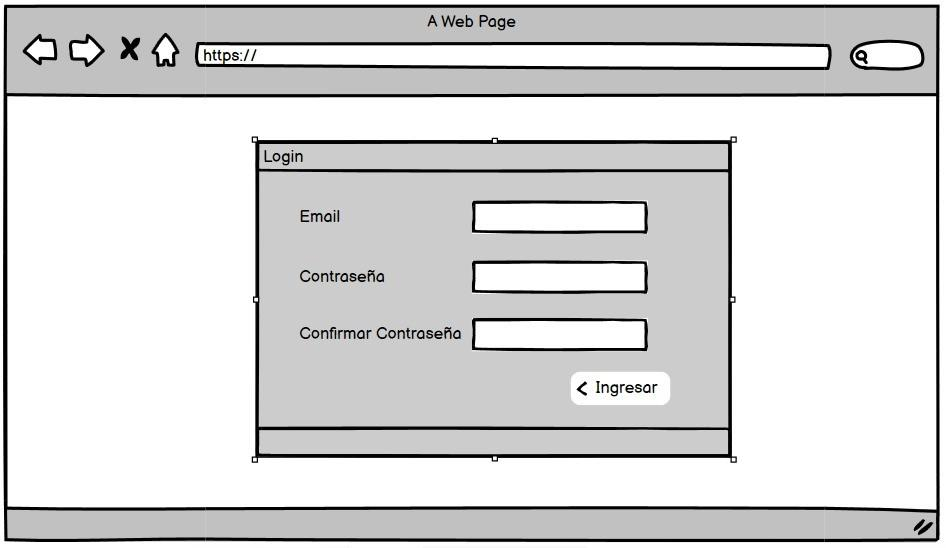 A Web Page
https://
Login
Email
Contraseña
Confirmar Contraseña
Ingresar